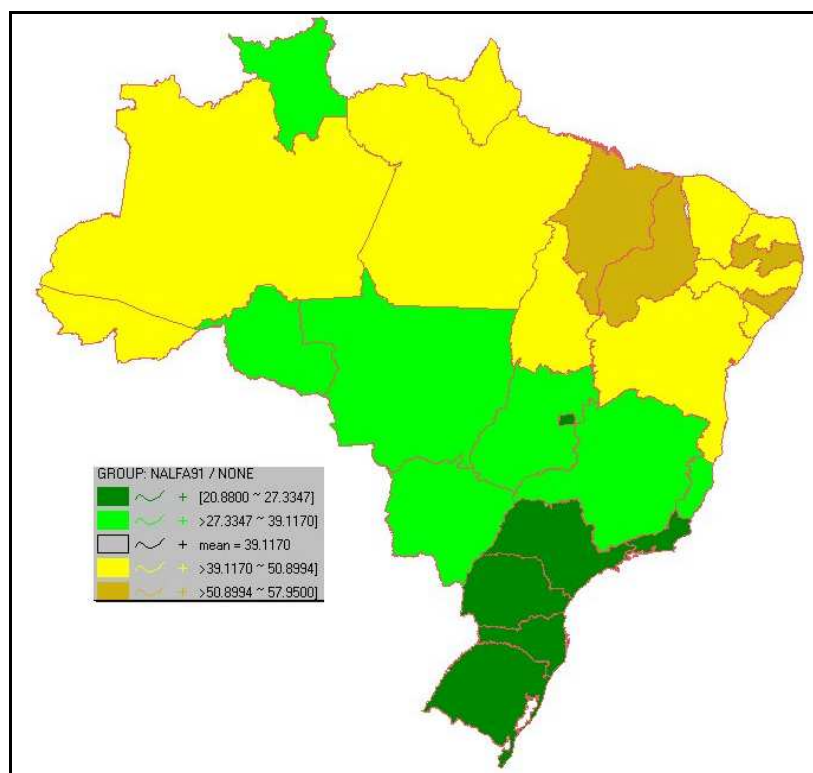 GROUP: NALFA91 / NONE
[20.8800 ~ 27.3347]
>27.3347 ~ 39.1170]
mean = 39.1170
>39.1170 ~ 50.8994]
>50.8994 ~ 57.9500]